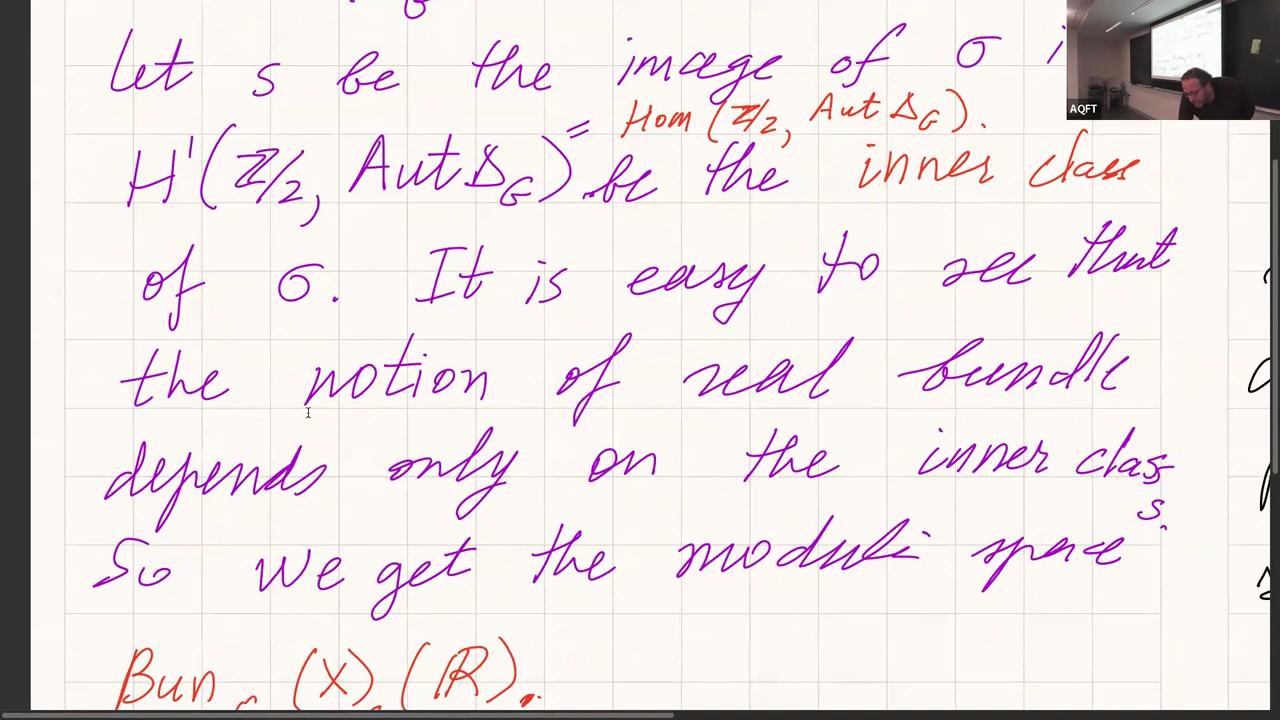 Let s be the image of σ i
Hom (ℤ/2, Aut Δ_G).
H¹(ℤ/2, Aut Δ_G) = be the inner class
of σ. It is easy to see that
the notion of real bundle
depends only on the inner class
s.
So we get the moduli space
Bun (X) (ℝ).
AQFT